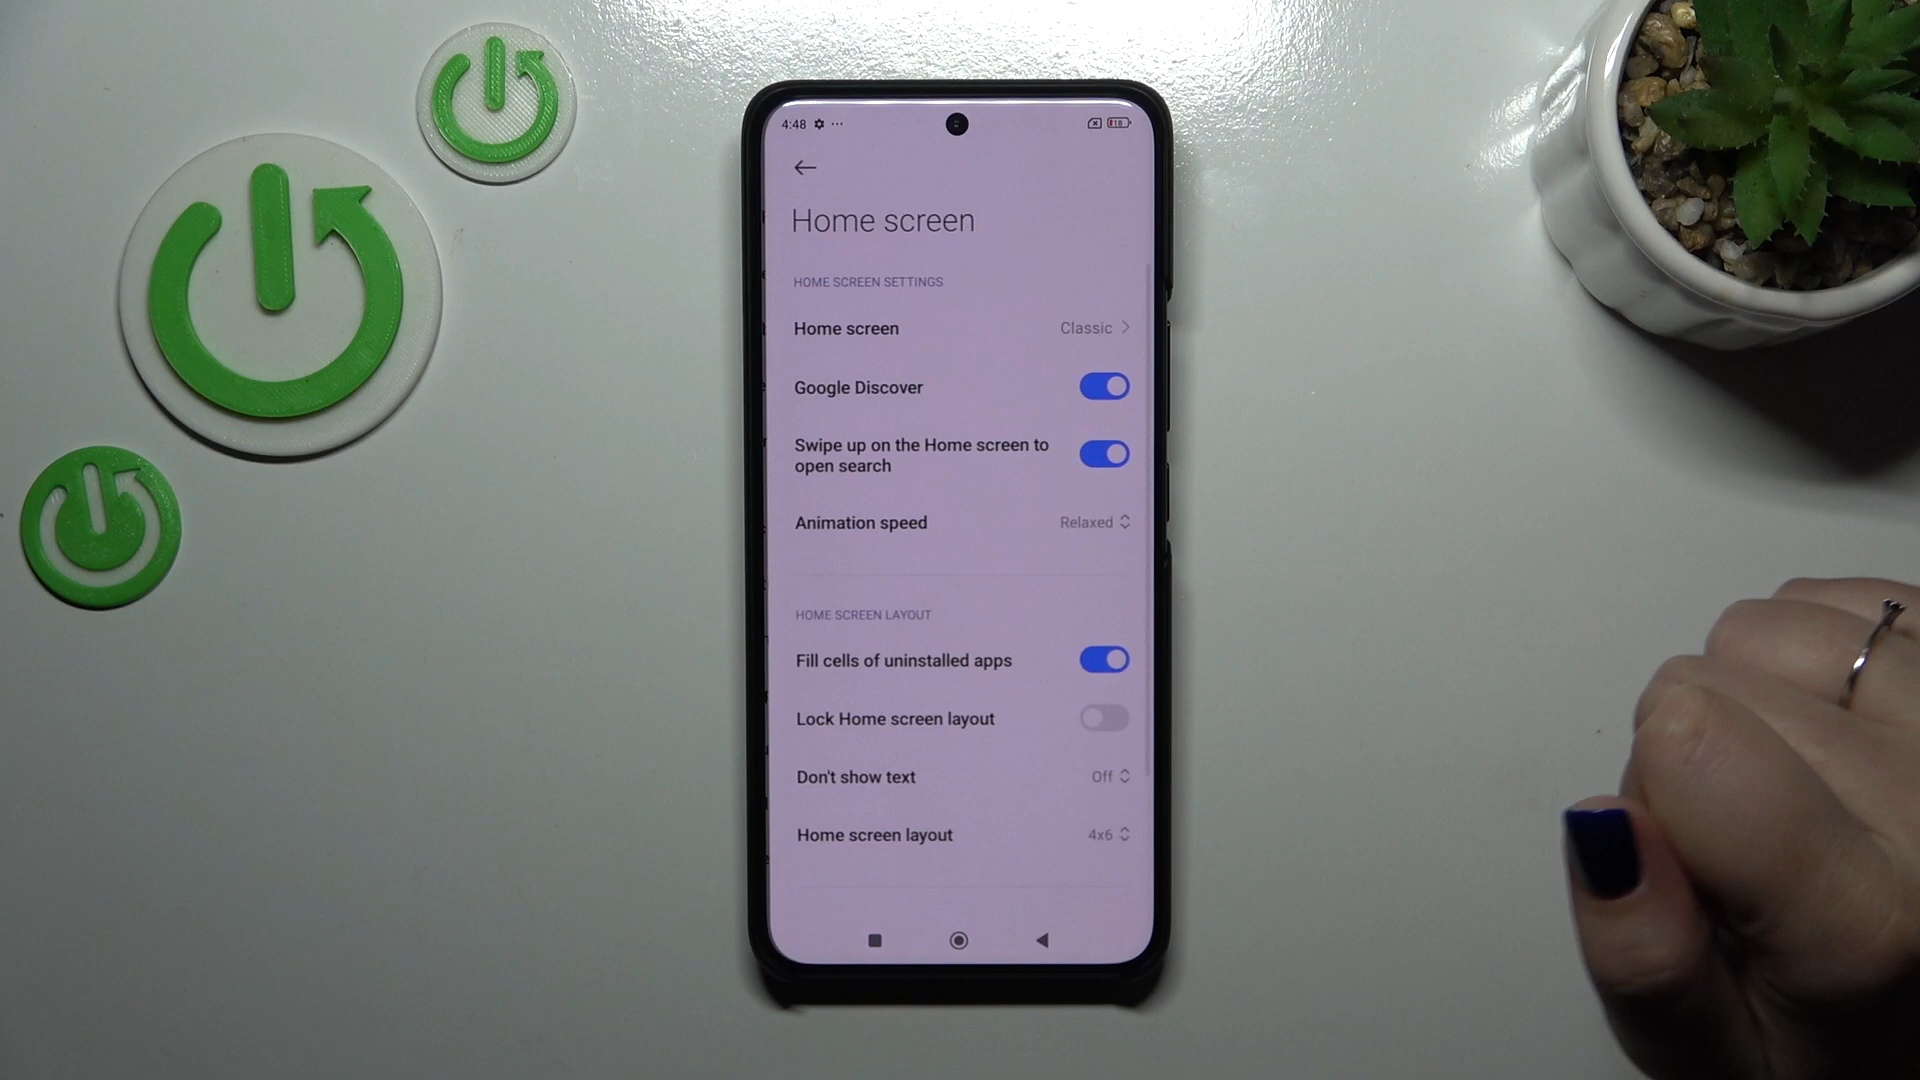 4:48 ...
18
Home screen
HOME SCREEN SETTINGS
Home screen Classic
Google Discover
Swipe up on the Home screen to
open search
Animation speed Relaxed
HOME SCREEN LAYOUT
Fill cells of uninstalled apps
Lock Home screen layout
Don't show text Off
Home screen layout 4x6